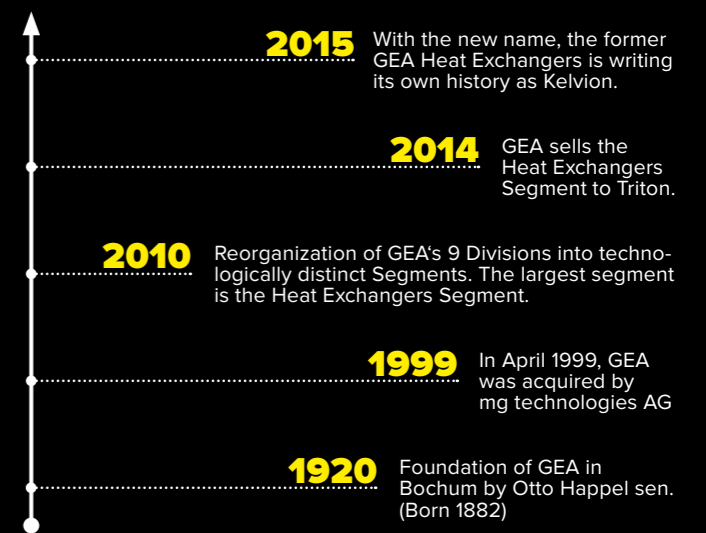 2015
With the new name, the former
GEA Heat Exchangers is writing
its own history as Kelvion.
2014
GEA sells the
Heat Exchangers
Segment to Triton.
2010
Reorganization of GEA‘s 9 Divisions into techno-
logically distinct Segments. The largest segment
is the Heat Exchangers Segment.
1999
In April 1999, GEA
was acquired by
mg technologies AG
1920
Foundation of GEA in
Bochum by Otto Happel sen.
(Born 1882)